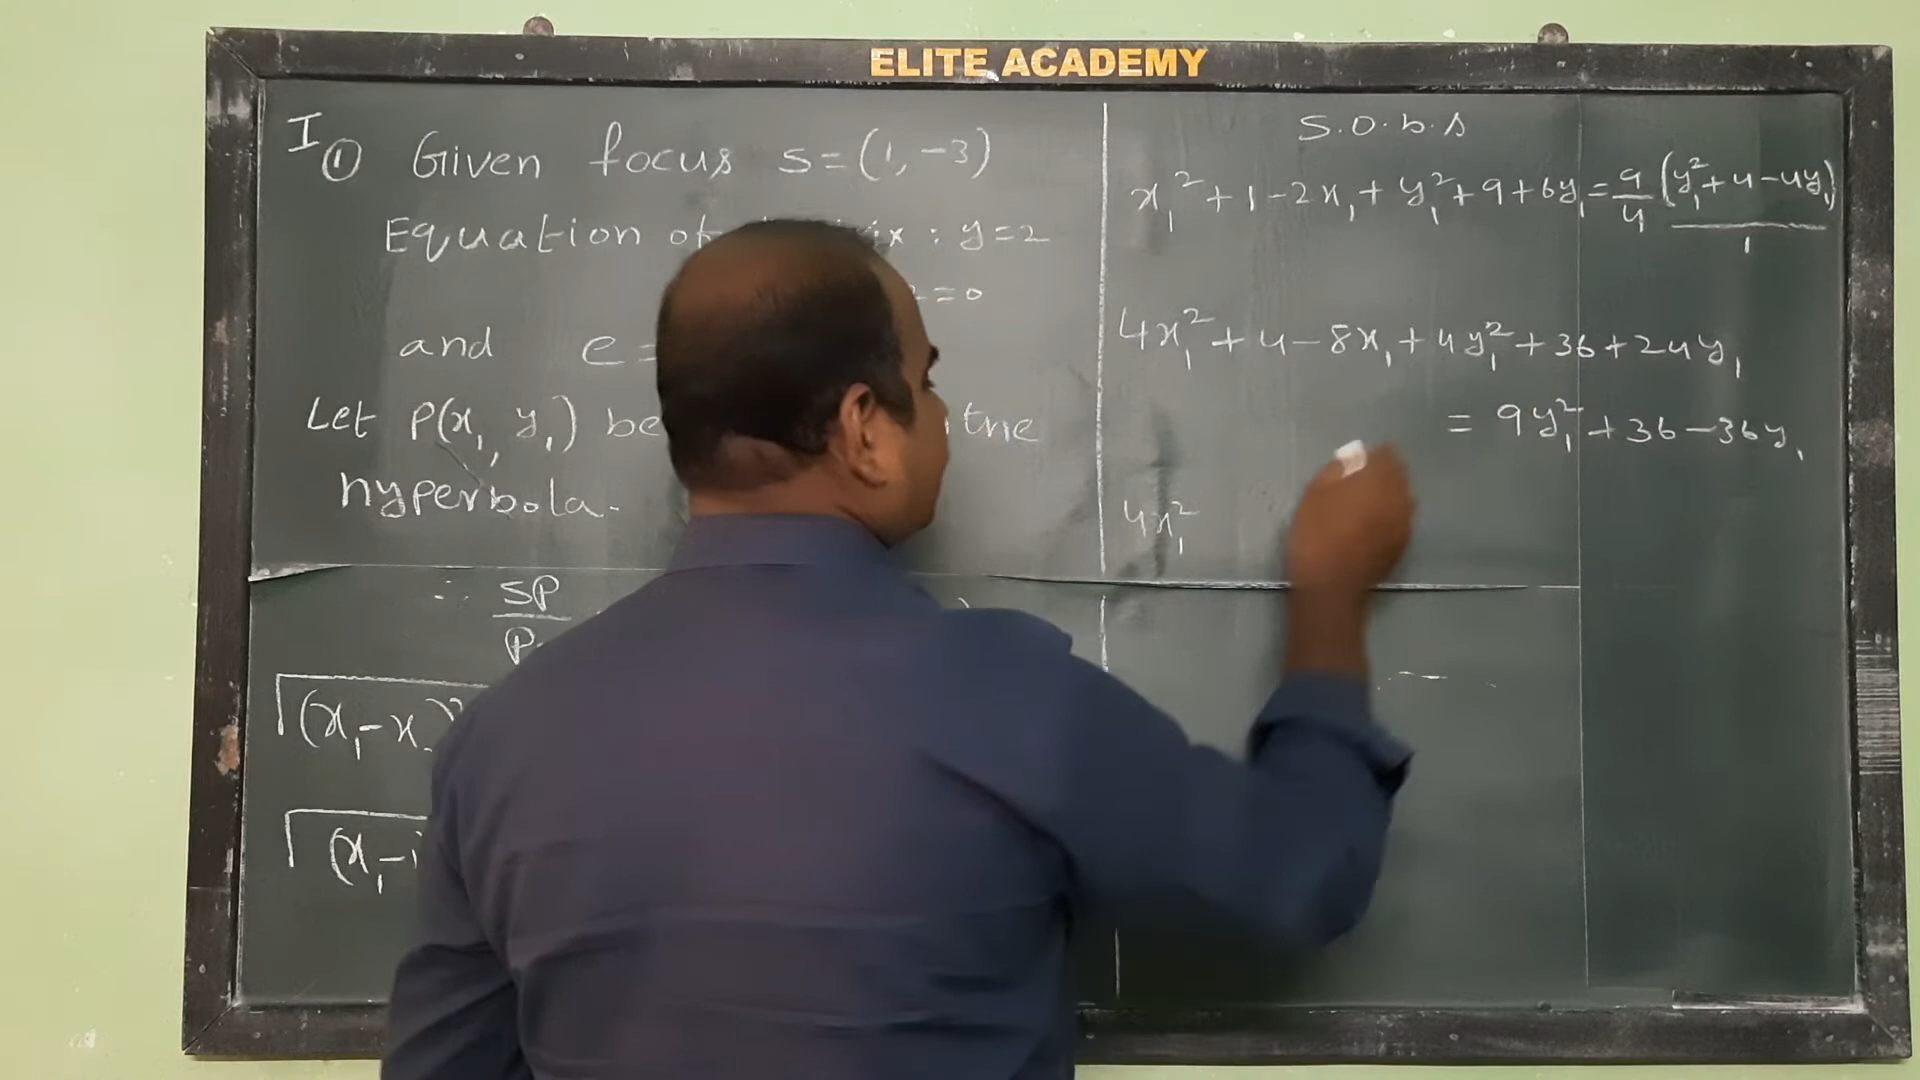 ELITE ACADEMY
I ① Given focus S=(1,-3)
Equation of : y=2
2=0
and e=
Let P(x₁, y₁) be the
hyperbola.
∴ SP
P
√(x₁-x
√(x₁-1
S.O.b.s
x₁²+1-2x₁+y₁²+9+6y₁=9/4 (y₁²+4-4y₁)/1
4x₁²+4-8x₁+4y₁²+36+24y₁
= 9y₁²+36-36y₁
4x₁²